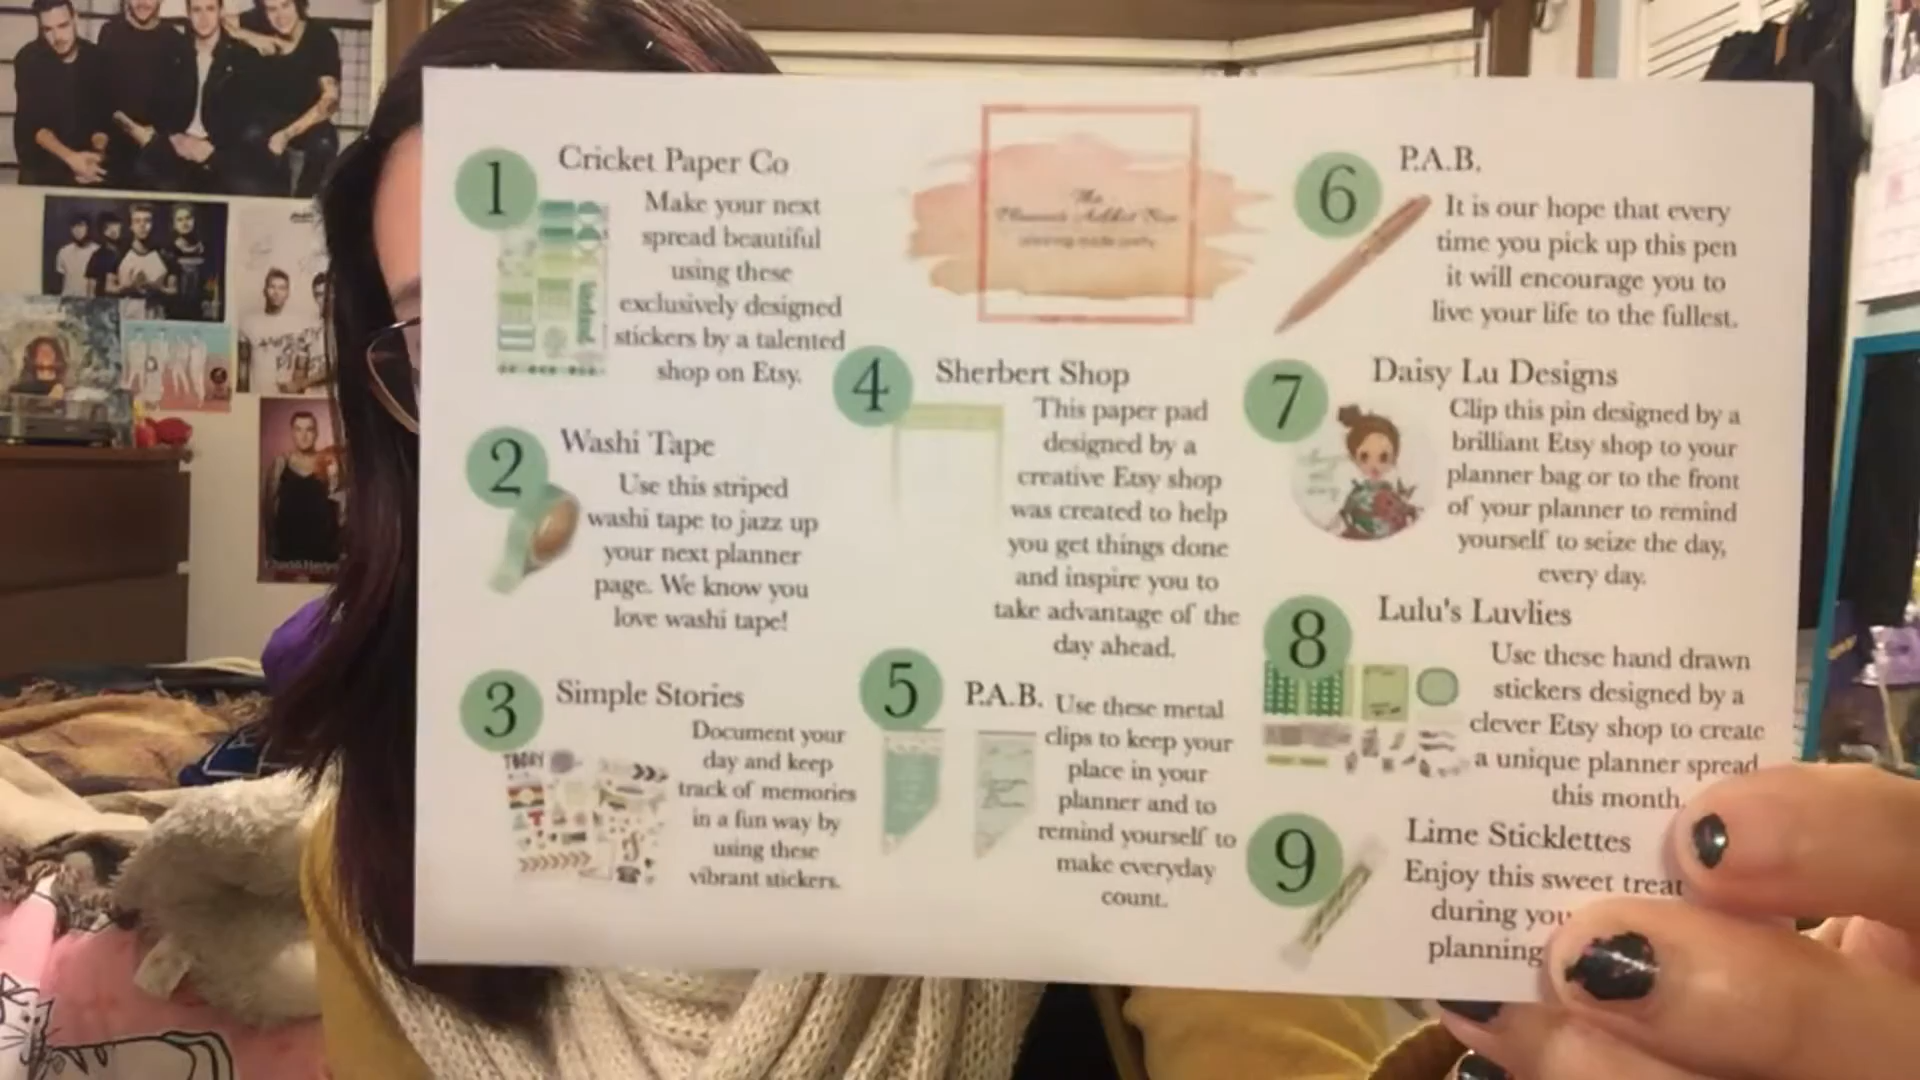 1
Cricket Paper Co
Make your next
spread beautiful
using these
exclusively designed
stickers by a talented
shop on Etsy.
2
Washi Tape
Use this striped
washi tape to jazz up
your next planner
page. We know you
love washi tape!
3
Simple Stories
Document your
day and keep
track of memories
in a fun way by
using these
vibrant stickers.
TODAY
The
Planner Addict Box
planning made pretty
4
Sherbert Shop
This paper pad
designed by a
creative Etsy shop
was created to help
you get things done
and inspire you to
take advantage of the
day ahead.
5
P.A.B.
Use these metal
clips to keep your
place in your
planner and to
remind yourself to
make everyday
count.
6
P.A.B.
It is our hope that every
time you pick up this pen
it will encourage you to
live your life to the fullest.
7
Daisy Lu Designs
Clip this pin designed by a
brilliant Etsy shop to your
planner bag or to the front
of your planner to remind
yourself to seize the day,
every day.
8
Lulu's Luvlies
Use these hand drawn
stickers designed by a
clever Etsy shop to create
a unique planner spread
this month.
9
Lime Sticklettes
Enjoy this sweet treat
during you
planning